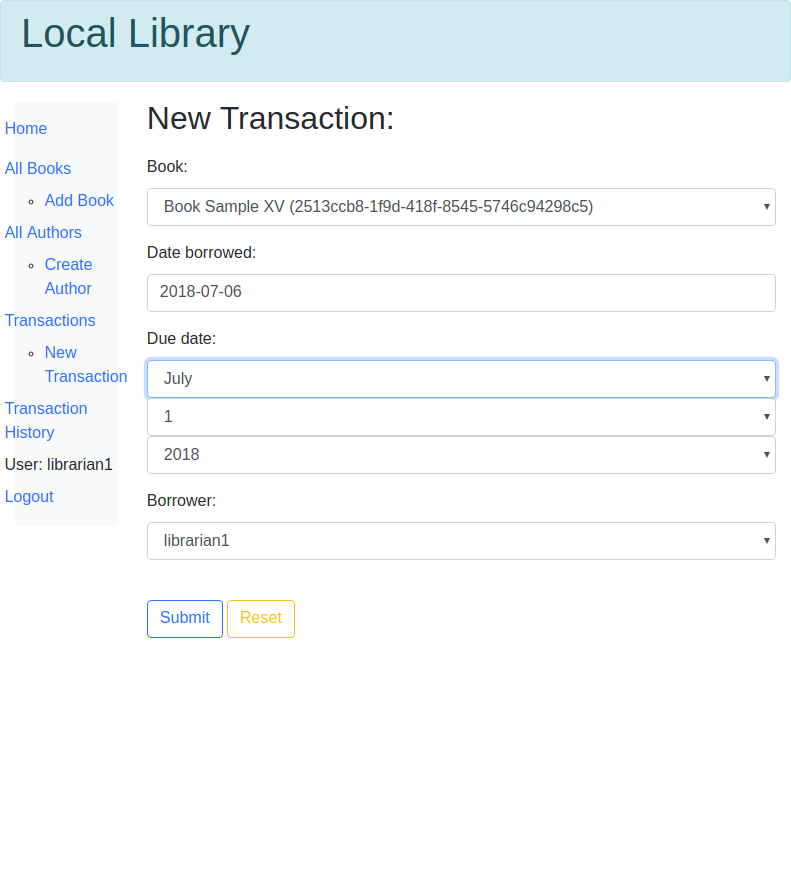 Local Library
Home
All Books
Add Book
All Authors
Create
Author
Transactions
New
Transaction
Transaction
History
User: librarian1
Logout
New Transaction:
Book:
Book Sample XV (2513ccb8-1f9d-418f-8545-5746c94298c5)
Date borrowed:
2018-07-06
Due date:
July
1
2018
Borrower:
librarian1
Submit Reset